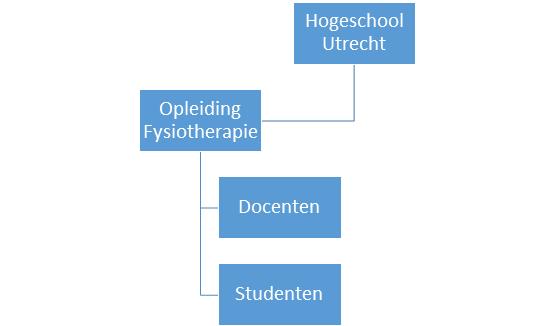 Hogeschool
Utrecht
Opleiding
Fysiotherapie
Docenten
Studenten